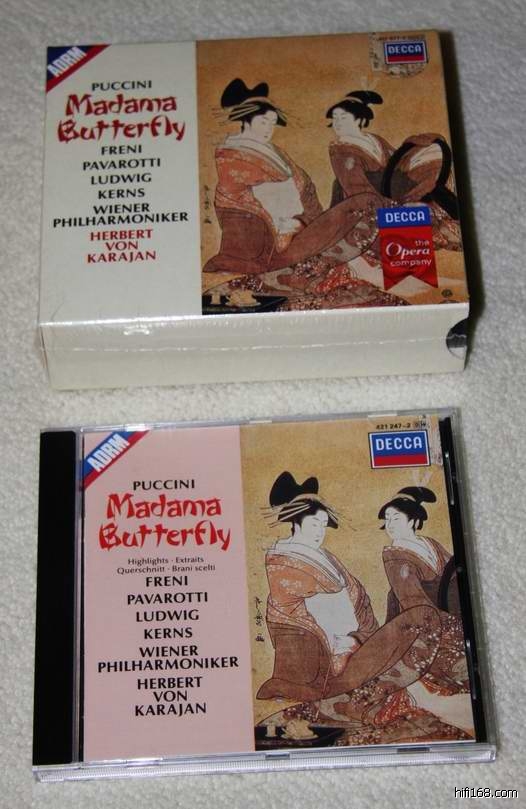 ADRM
DECCA
PUCCINI
Madama
Butterfly
FRENI
PAVAROTTI
LUDWIG
KERNS
WIENER
PHILHARMONIKER
HERBERT
VON
KARAJAN
DECCA
the
Opera
company
ADRM
421 247-2
DECCA
PUCCINI
Madama
Butterfly
Highlights · Extraits
Querschnitt · Brani scelti
FRENI
PAVAROTTI
LUDWIG
KERNS
WIENER
PHILHARMONIKER
HERBERT
VON
KARAJAN
hifi168.com